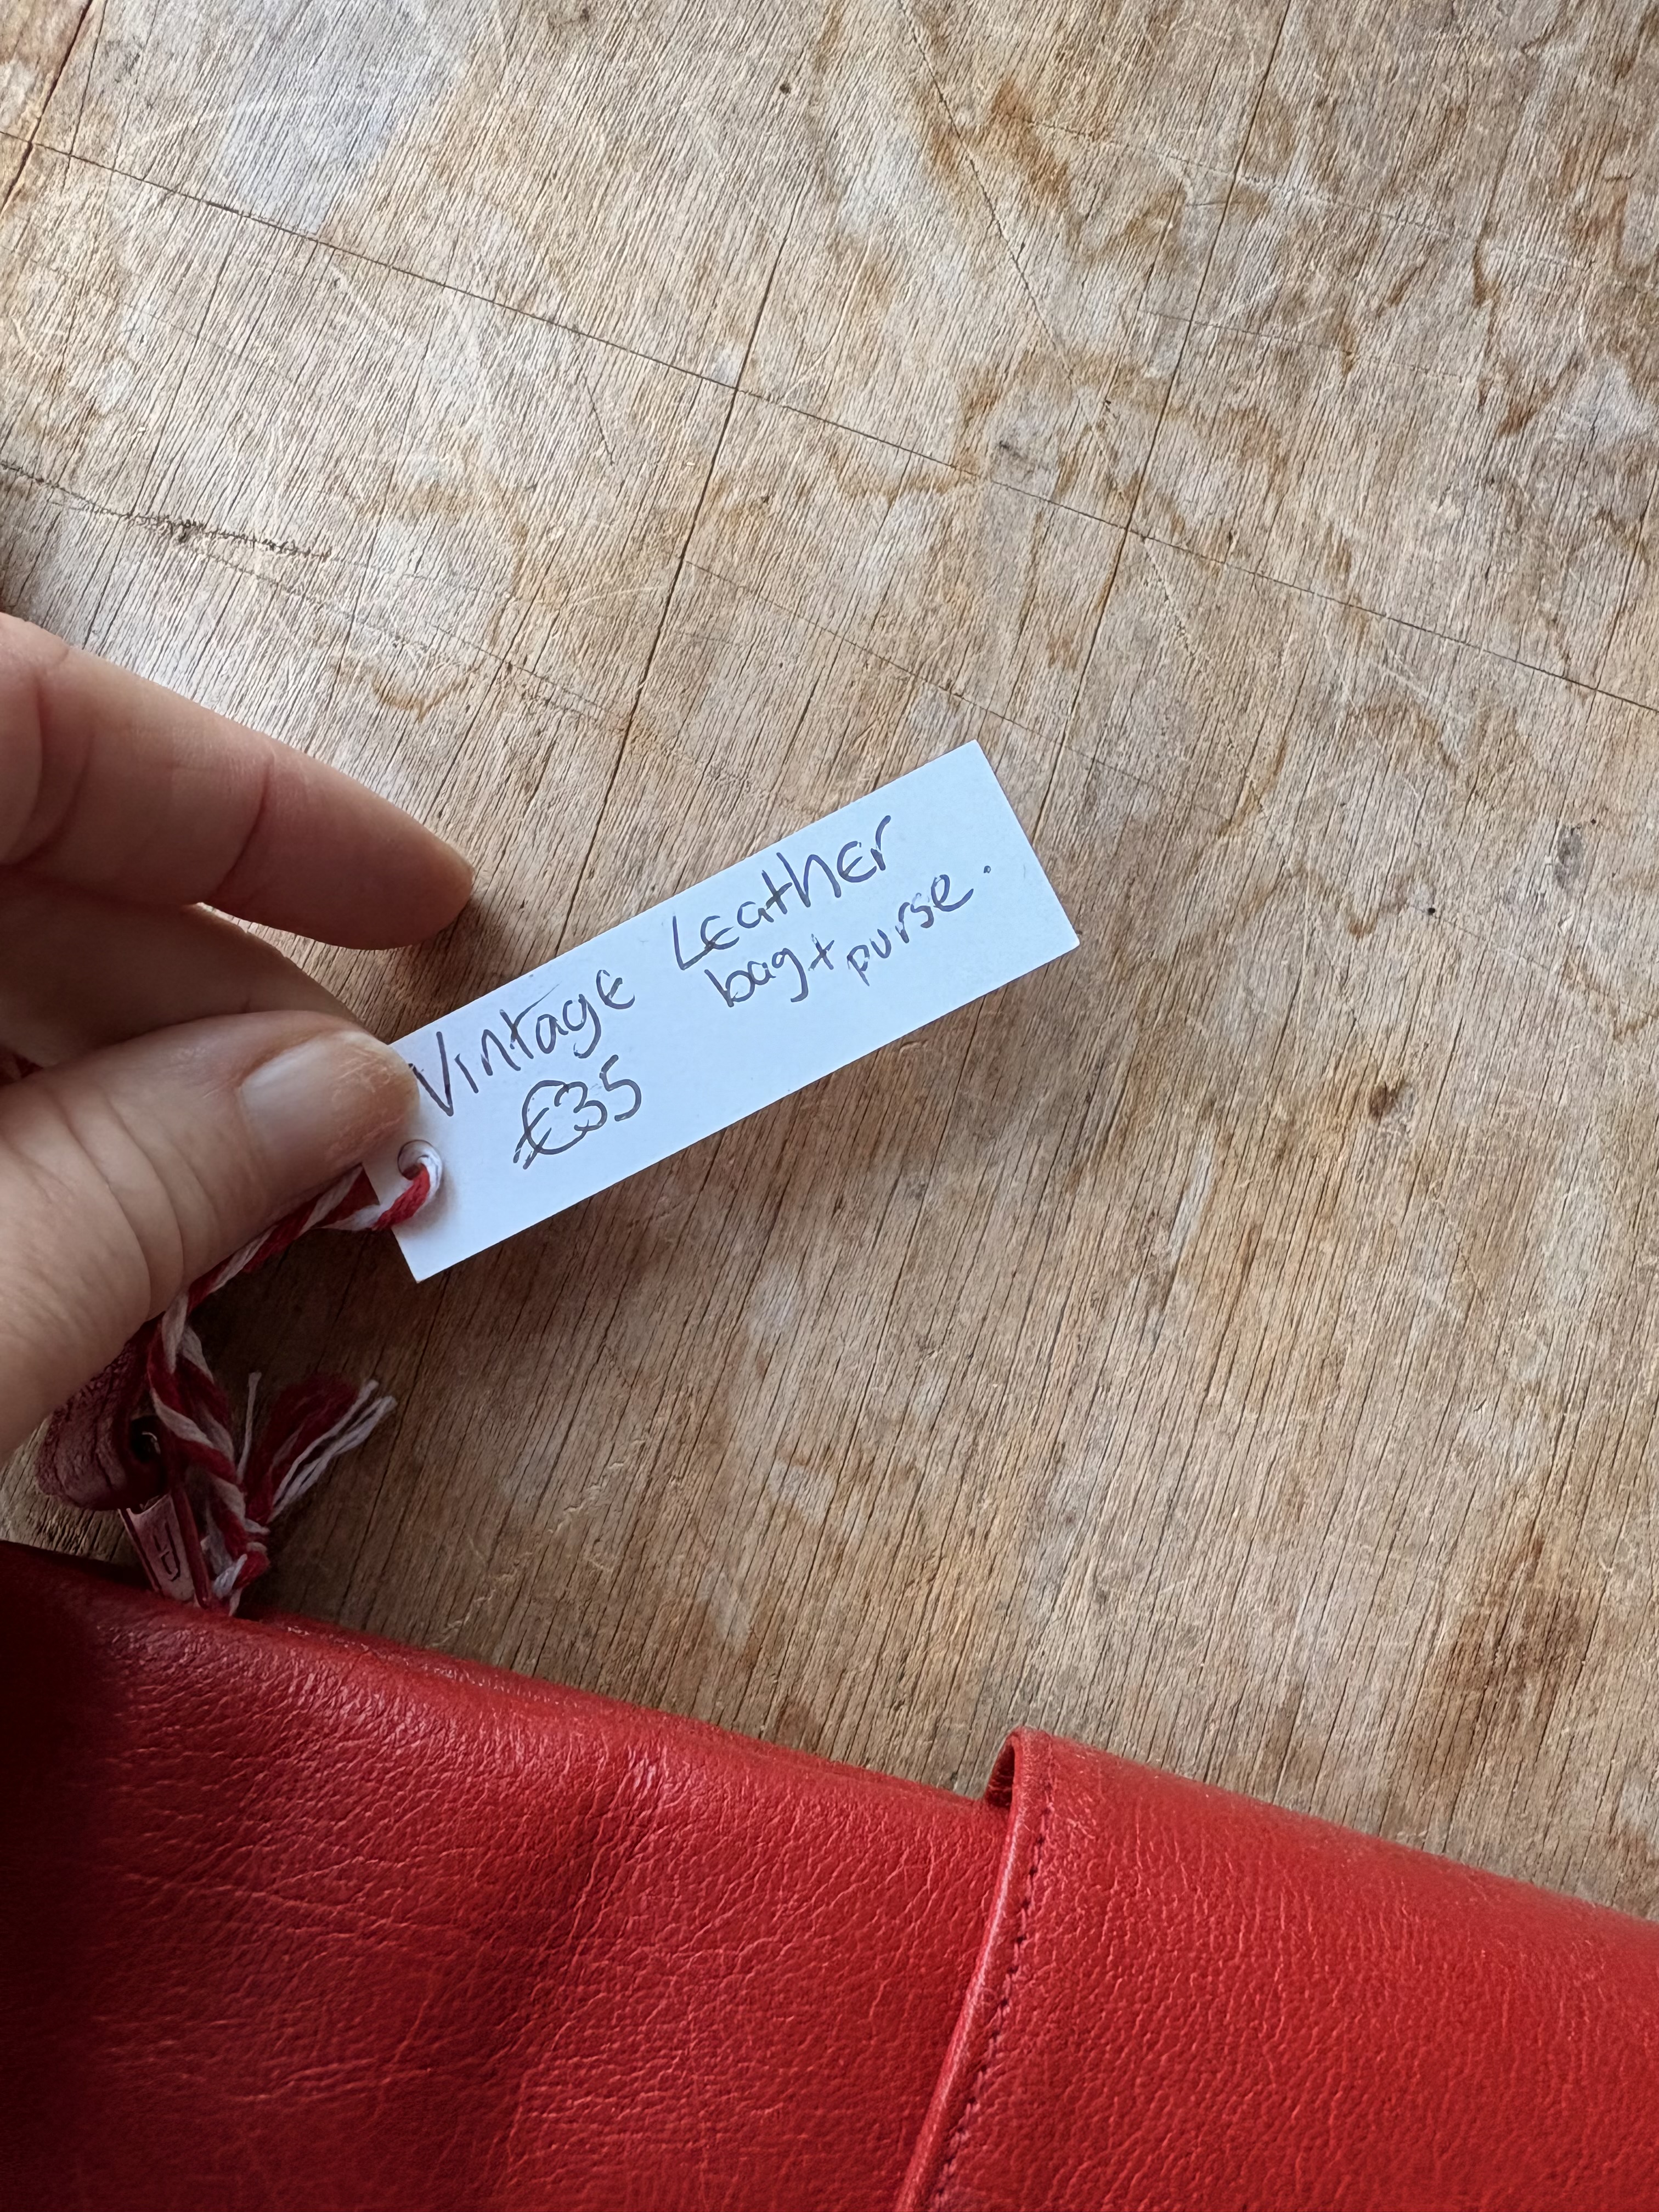 Vintage Leather
bag + purse.
€35